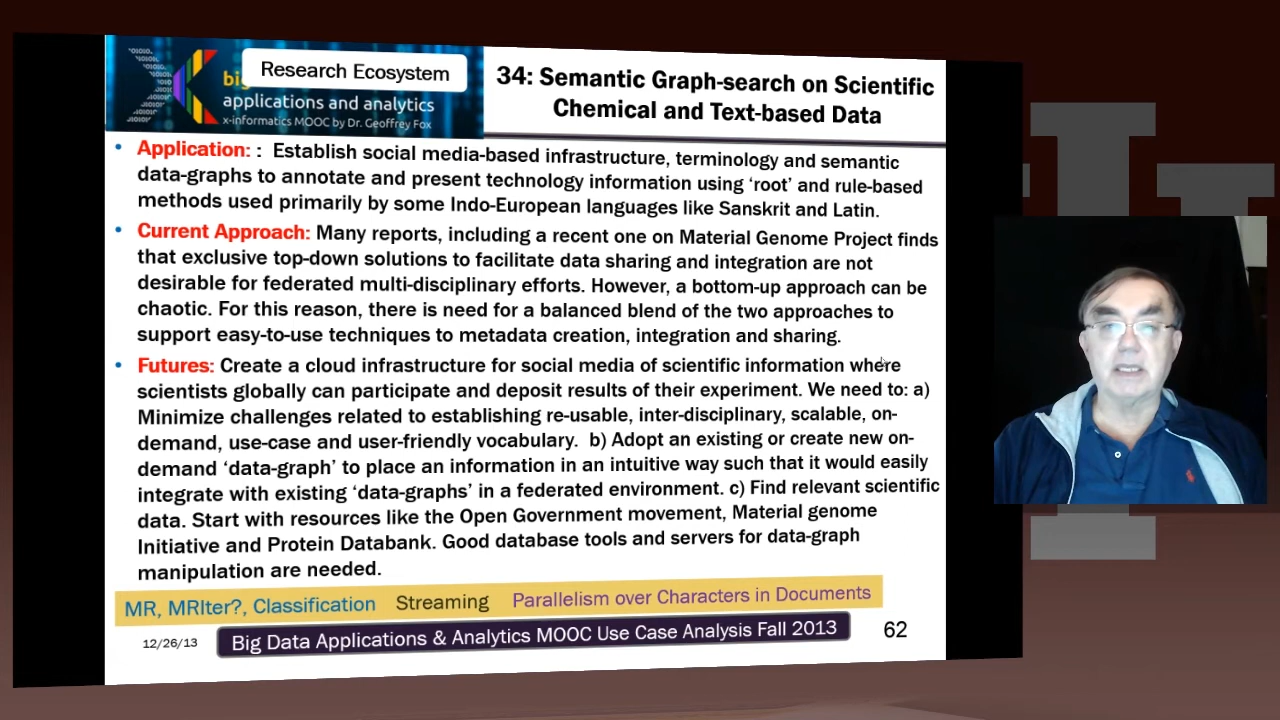 Research Ecosystem
big
applications and analytics
x-informatics MOOC by Dr. Geoffrey Fox
34: Semantic Graph-search on Scientific
Chemical and Text-based Data
• Application: : Establish social media-based infrastructure, terminology and semantic
data-graphs to annotate and present technology information using ‘root’ and rule-based
methods used primarily by some Indo-European languages like Sanskrit and Latin.
• Current Approach: Many reports, including a recent one on Material Genome Project finds
that exclusive top-down solutions to facilitate data sharing and integration are not
desirable for federated multi-disciplinary efforts. However, a bottom-up approach can be
chaotic. For this reason, there is need for a balanced blend of the two approaches to
support easy-to-use techniques to metadata creation, integration and sharing.
• Futures: Create a cloud infrastructure for social media of scientific information where
scientists globally can participate and deposit results of their experiment. We need to: a)
Minimize challenges related to establishing re-usable, inter-disciplinary, scalable, on-
demand, use-case and user-friendly vocabulary. b) Adopt an existing or create new on-
demand ‘data-graph’ to place an information in an intuitive way such that it would easily
integrate with existing ‘data-graphs’ in a federated environment. c) Find relevant scientific
data. Start with resources like the Open Government movement, Material genome
Initiative and Protein Databank. Good database tools and servers for data-graph
manipulation are needed.
MR, MRIter?, Classification Streaming Parallelism over Characters in Documents
12/26/13 Big Data Applications & Analytics MOOC Use Case Analysis Fall 2013 62